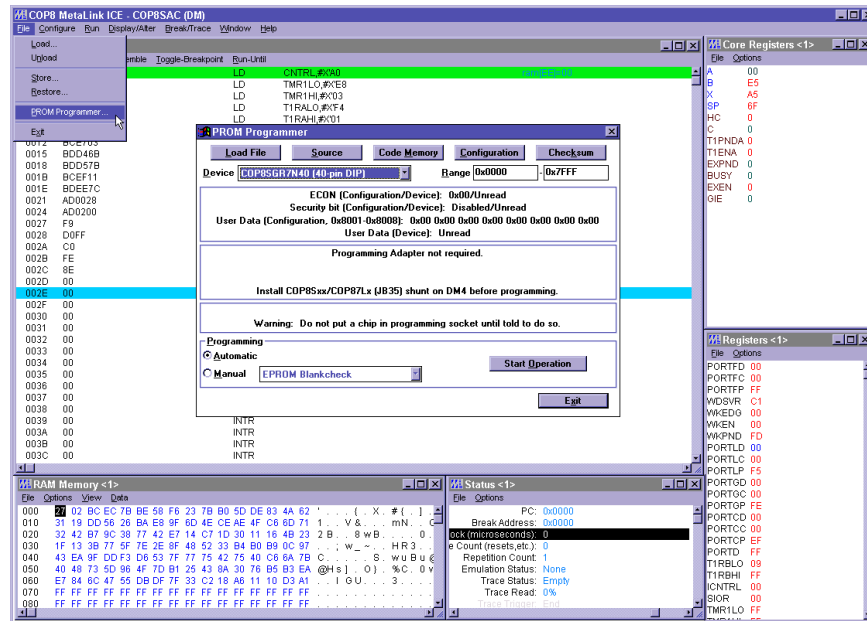 COP8 MetaLink ICE - COP8SAC (DM)
File Configure Run Display/Alter Break/Trace Window Help
Load...
Upload
Store...
Restore...
PROM Programmer...
Exit
Toggle-Breakpoint Run-Until
LD CNTRL,#X'A0
LD TMR1LO,#X'E8
LD TMR1HI,#X'03
LD T1RALO,#X'F4
LD T1RAHI,#X'01
0015 BDD46B
0018 BDD57B
001B BCEF11
001E BDEE7C
0021 AD0028
0024 AD0200
0027 F9
0028 D0FF
002A C0
002B FE
002C 8E
002D 00
002E 00
002F 00
0030 00
0031 00
0032 00
0033 00
0034 00
0035 00
0036 00
0037 00
0038 00
0039 00 INTR
003A 00 INTR
003B 00 INTR
003C 00 INTR
PROM Programmer
Load File Source Code Memory Configuration Checksum
Device COP8SGR7N40 (40-pin DIP) Range 0x0000 - 0x7FFF
ECON (Configuration/Device): 0x00/Unread
Security bit (Configuration/Device): Disabled/Unread
User Data (Configuration, 0x8001-0x8008): 0x00 0x00 0x00 0x00 0x00 0x00 0x00 0x00
User Data (Device): Unread
Programming Adapter not required.
Install COP8Sxx/COP87Lx (JB35) shunt on DM4 before programming.
Warning: Do not put a chip in programming socket until told to do so.
Programming
Automatic
Manual EPROM Blankcheck
Start Operation
Exit
Core Registers <1>
File Options
A 00
B E5
X A5
SP 6F
HC 0
C 0
T1PNDA 0
T1ENA 0
EXPND 0
BUSY 0
EXEN 0
GIE 0
Registers <1>
File Options
PORTFD 00
PORTFC 00
PORTFP FF
WDSVR C1
WKEDG 00
WKEN 00
WKPND FD
PORTLD 00
PORTLC 00
PORTLP F5
PORTGD 00
PORTGC 00
PORTGP FE
PORTCD 00
PORTCC 00
PORTCP EF
PORTD FF
T1RBLO 09
T1RBHI FF
ICNTRL 00
SIOR 00
TMR1LO FF
RAM Memory <1>
File Options View Data
000 27 02 BC EC 7B BE 58 F6 23 7B B0 5D DE 83 4A 62
010 31 19 DD 56 26 BA E8 9F 6D 4E CE AE 4F C6 6D 71
020 32 42 B7 9C 38 77 42 E7 14 C7 1D 30 11 16 4B 23
030 1F 13 3B 77 5F 7E 2E 8F 48 52 33 B4 B0 B9 0C 97
040 43 EA 9F DD F3 D6 53 7F 77 75 42 75 40 C6 6A 7B
050 40 48 73 5D 96 4F 7D B1 25 43 8A 30 76 B5 B3 EA
060 E7 84 6C 47 55 DB DF 7F 33 C2 18 A6 11 10 D3 A1
070 FF FF FF FF FF FF FF FF FF FF FF FF FF FF FF FF
080 FF FF FF FF FF FF FF FF FF FF FF FF FF FF FF FF
Status <1>
File Options
PC: 0x0000
Break Address: 0x0000
ock (microseconds): 0
e Count (resets,etc.): 0
Repetition Count: 1
Emulation Status: None
Trace Status: Empty
Trace Read: 0%
Trace Trigger: End